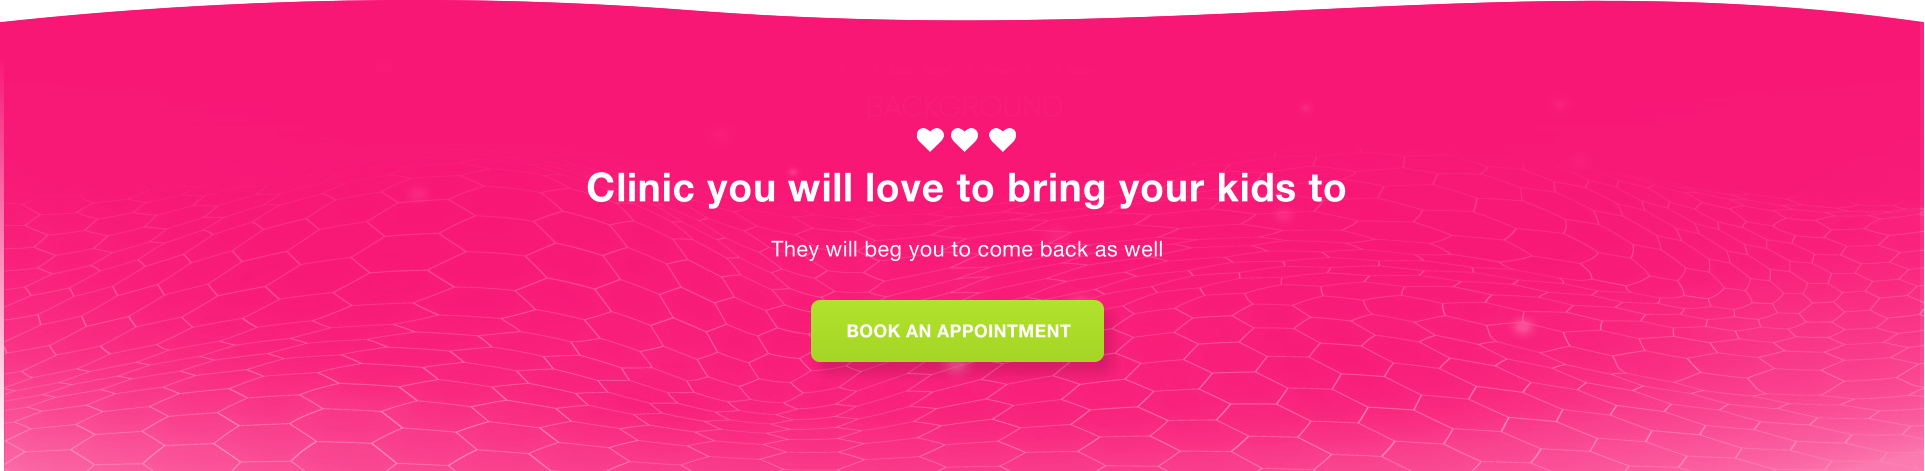 BACKGROUND
Clinic you will love to bring your kids to
They will beg you to come back as well
BOOK AN APPOINTMENT